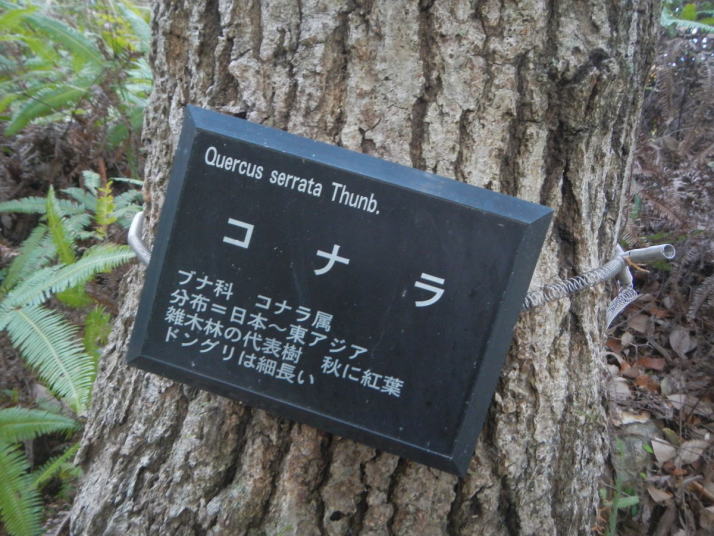 Quercus serrata Thunb.
コナラ
ブナ科　コナラ属
分布＝日本～東アジア
雑木林の代表樹　秋に紅葉
ドングリは細長い